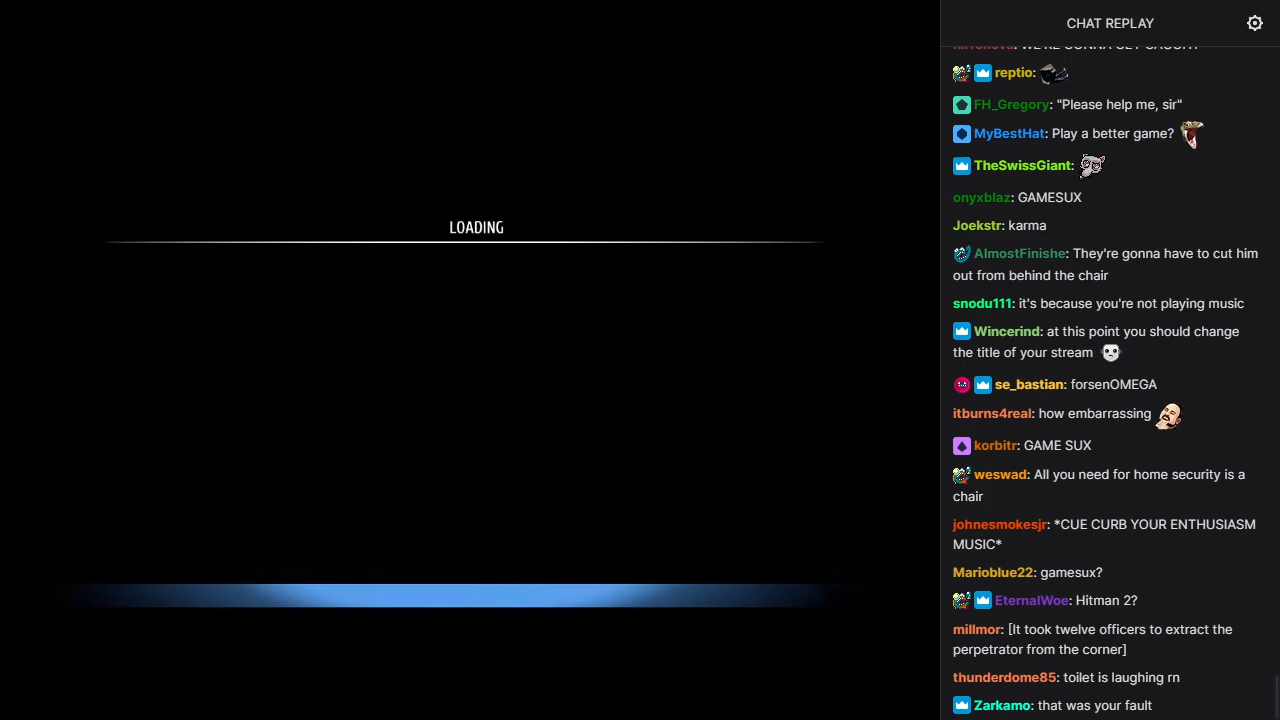 CHAT REPLAY
LOADING
reptio:
FH_Gregory: "Please help me, sir"
MyBestHat: Play a better game?
TheSwissGiant:
onyxblaz: GAMESUX
Joekstr: karma
AlmostFinishe: They're gonna have to cut him
out from behind the chair
snodu111: it's because you're not playing music
Wincerind: at this point you should change
the title of your stream
se_bastian: forsenOMEGA
itburns4real: how embarrassing
korbitr: GAME SUX
weswad: All you need for home security is a
chair
johnesmokesjr: *CUE CURB YOUR ENTHUSIASM
MUSIC*
Marioblue22: gamesux?
EternalWoe: Hitman 2?
millmor: [It took twelve officers to extract the
perpetrator from the corner]
thunderdome85: toilet is laughing rn
Zarkamo: that was your fault